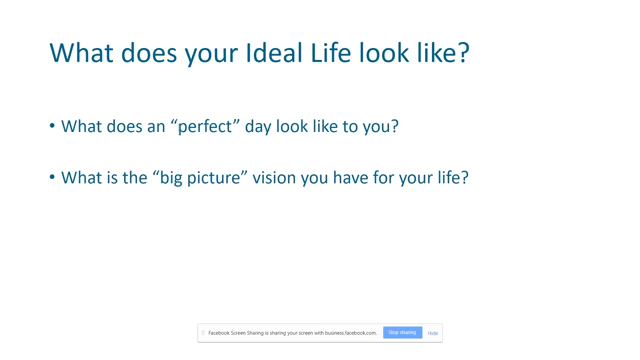 What does your Ideal Life look like?
• What does an “perfect” day look like to you?
• What is the “big picture” vision you have for your life?
Facebook Screen Sharing is sharing your screen with business.facebook.com. Stop sharing Hide